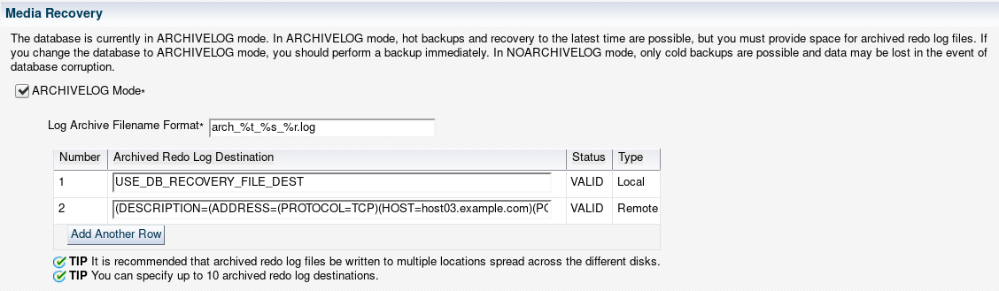 Media Recovery
The database is currently in ARCHIVELOG mode. In ARCHIVELOG mode, hot backups and recovery to the latest time are possible, but you must provide space for archived redo log files. If
you change the database to ARCHIVELOG mode, you should perform a backup immediately. In NOARCHIVELOG mode, only cold backups are possible and data may be lost in the event of
database corruption.
ARCHIVELOG Mode*
Log Archive Filename Format* arch_%t_%s_%r.log
Number Archived Redo Log Destination Status Type
1 USE_DB_RECOVERY_FILE_DEST VALID Local
2 (DESCRIPTION=(ADDRESS=(PROTOCOL=TCP)(HOST=host03.example.com)(PO VALID Remote
Add Another Row
TIP It is recommended that archived redo log files be written to multiple locations spread across the different disks.
TIP You can specify up to 10 archived redo log destinations.